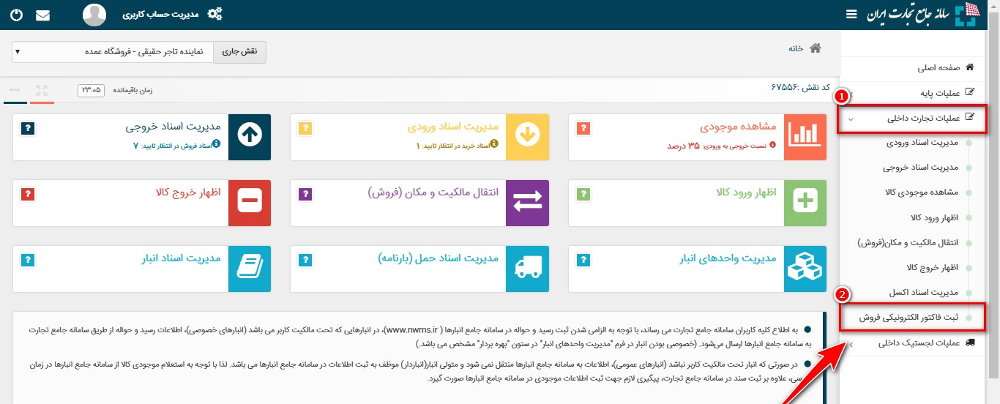 سامانه جامع تجارت ایران
مدیریت حساب کاربری
خانه
نقش جاری
نماینده تاجر حقیقی - فروشگاه عمده
کد نقش :۶۷۵۵۶
زمان باقیمانده
۲۳:۰۵
صفحه اصلی
عملیات پایه
1
عملیات تجارت داخلی
مدیریت اسناد ورودی
مدیریت اسناد خروجی
مشاهده موجودی کالا
اظهار ورود کالا
انتقال مالکیت و مکان(فروش)
اظهار خروج کالا
مدیریت اسناد اکسل
2
ثبت فاکتور الکترونیکی فروش
عملیات لجستیک داخلی
مشاهده موجودی
?
نسبت خروجی به ورودی: ۳۵ درصد
مدیریت اسناد ورودی
?
اسناد خرید در انتظار تایید: ۱
مدیریت اسناد خروجی
?
اسناد فروش در انتظار تایید: ۷
اظهار ورود کالا
?
انتقال مالکیت و مکان (فروش)
?
اظهار خروج کالا
?
مدیریت واحدهای انبار
?
مدیریت اسناد حمل (بارنامه)
?
مدیریت اسناد انبار
?
به اطلاع کلیه کاربران سامانه جامع تجارت می رساند، با توجه به الزامی شدن ثبت رسید و حواله در سامانه جامع انبارها ( www.nwms.ir)، در انبارهایی که تحت مالکیت کاربر می باشد (انبارهای خصوصی)، اطلاعات رسید و حواله از طریق سامانه جامع تجارت
به سامانه جامع انبارها ارسال می‌شود. (خصوصی بودن انبار در فرم "مدیریت واحدهای انبار" در ستون "بهره بردار" مشخص می باشد.)
در صورتی که انبار تحت مالکیت کاربر نباشد (انبارهای عمومی)، اطلاعات به سامانه جامع انبارها منتقل نمی شود و متولی انبار(انباردار) موظف به ثبت اطلاعات در سامانه جامع انبارها می باشد. لذا با توجه به استعلام موجودی کالا از سامانه جامع انبارها در زمان
علاوه بر ثبت سند در سامانه جامع تجارت، پیگیری لازم جهت ثبت اطلاعات موجودی در سامانه جامع انبارها صورت گیرد.